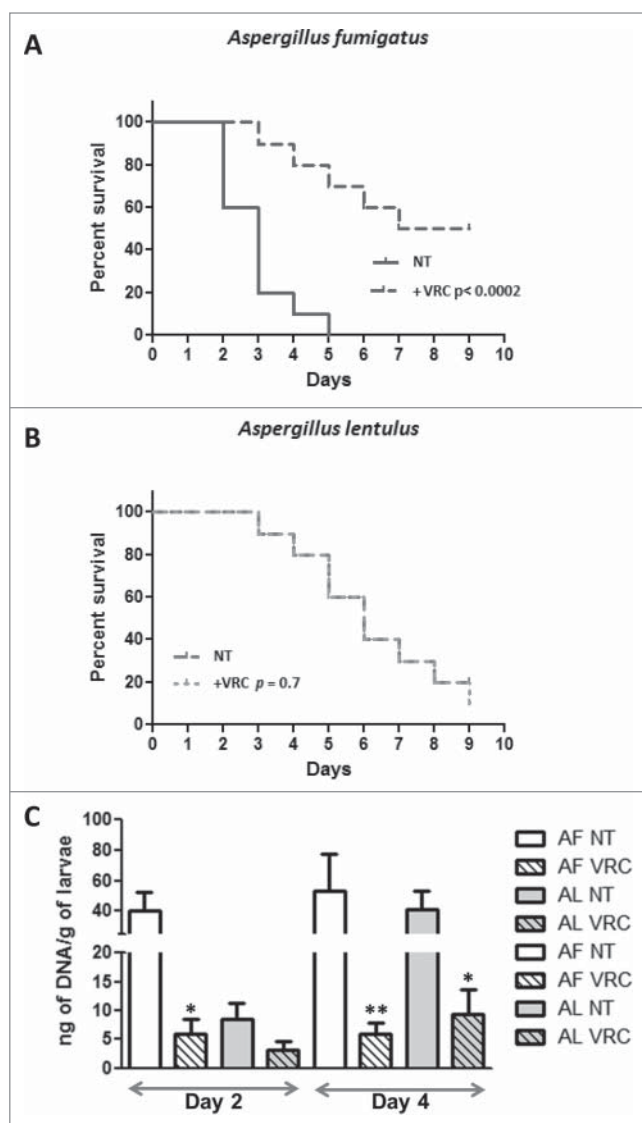 A
Aspergillus fumigatus
Percent survival
100
80
60
40
20
0
NT
+VRC p< 0.0002
0 1 2 3 4 5 6 7 8 9 10
Days
B
Aspergillus lentulus
Percent survival
100
80
60
40
20
0
NT
+VRC p = 0.7
0 1 2 3 4 5 6 7 8 9 10
Days
C
ng of DNA/g of larvae
100
80
60
40
20
15
10
5
0
*
**
*
Day 2
Day 4
AF NT
AF VRC
AL NT
AL VRC
AF NT
AF VRC
AL NT
AL VRC